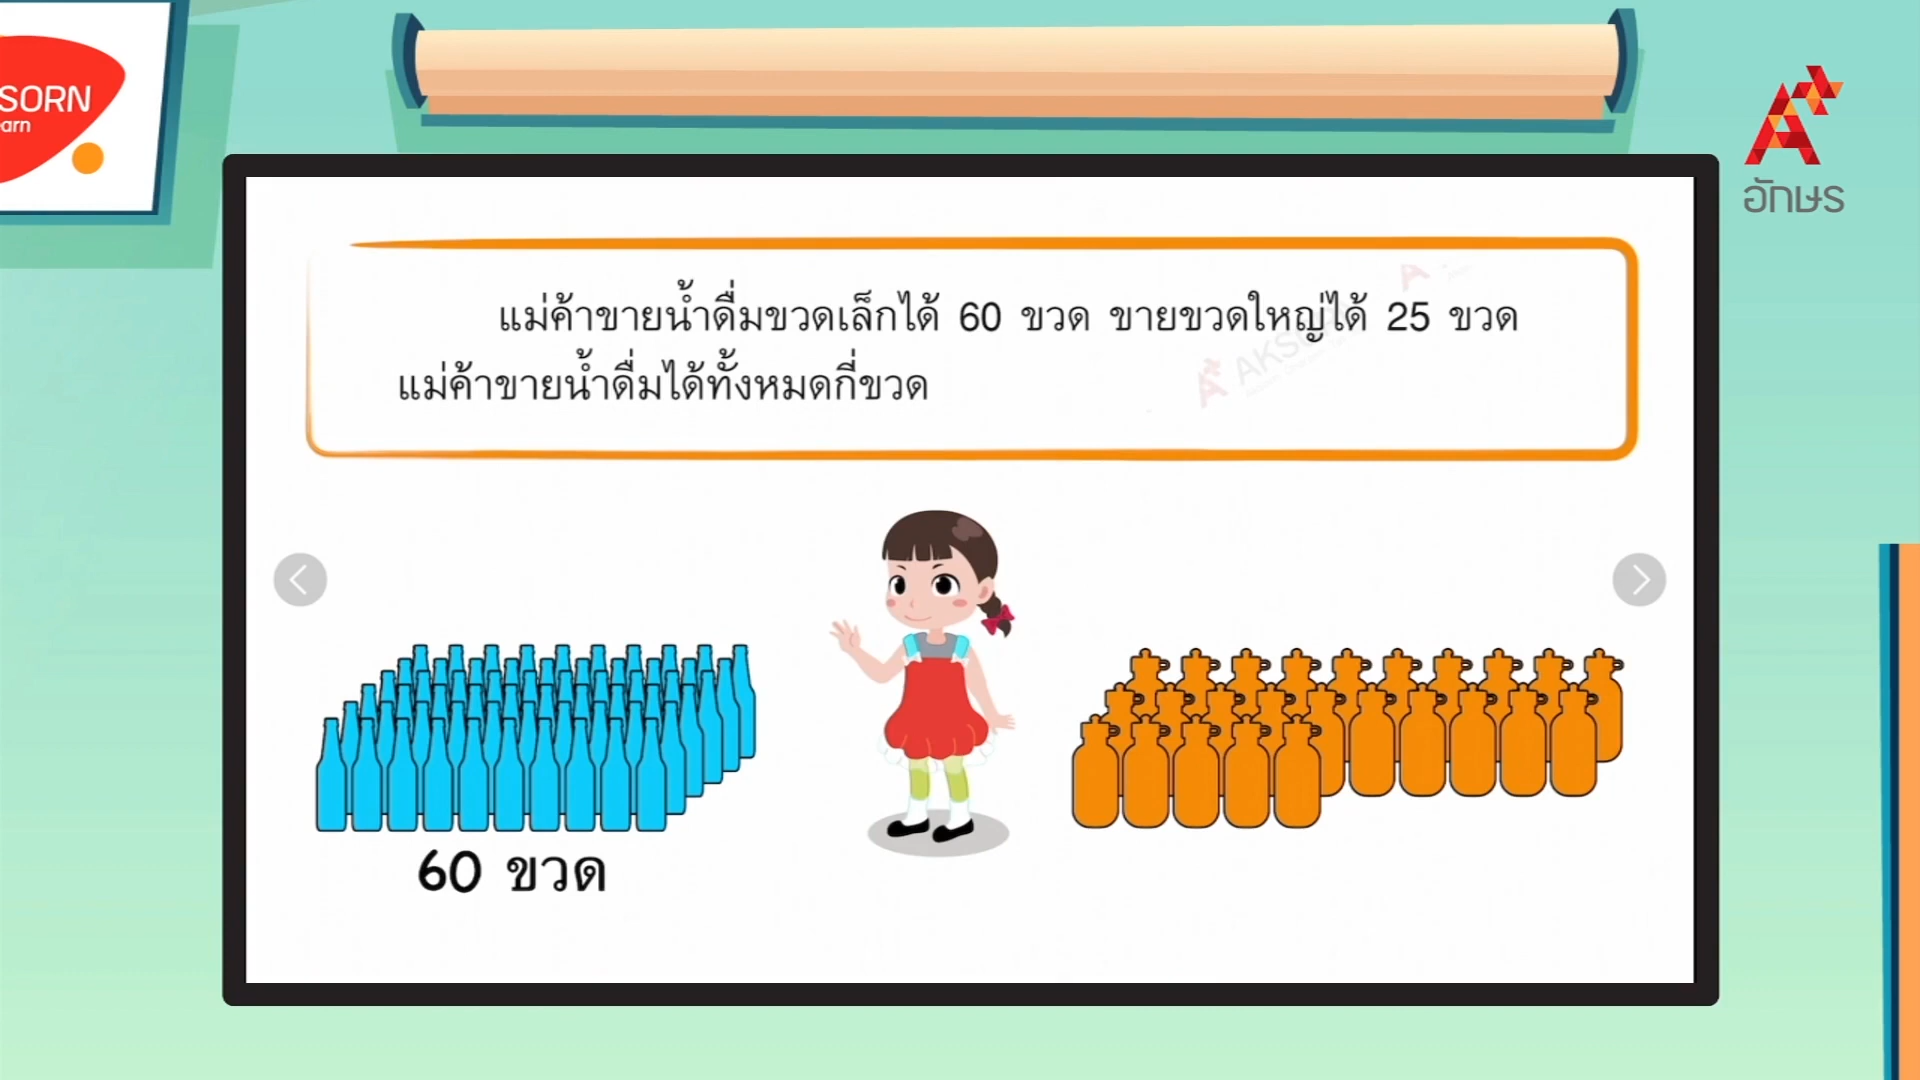 SORN
arn
อักษร
แม่ค้าขายน้ำดื่มขวดเล็กได้ 60 ขวด ขายขวดใหญ่ได้ 25 ขวด
แม่ค้าขายน้ำดื่มได้ทั้งหมดกี่ขวด
60 ขวด